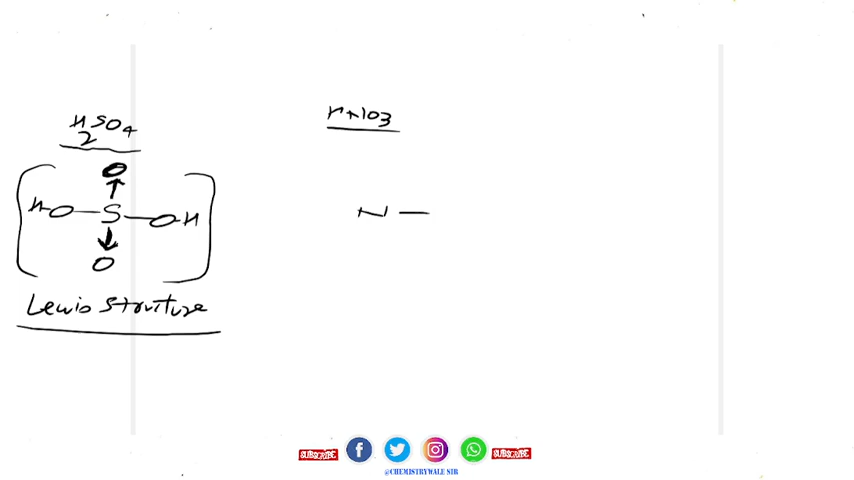 H2SO4
O
HO—S—OH
O
Lewis Structure
HNO3
N—
SUBSCRIBE
SUBSCRIBE
@CHEMISTRYWALE SIR